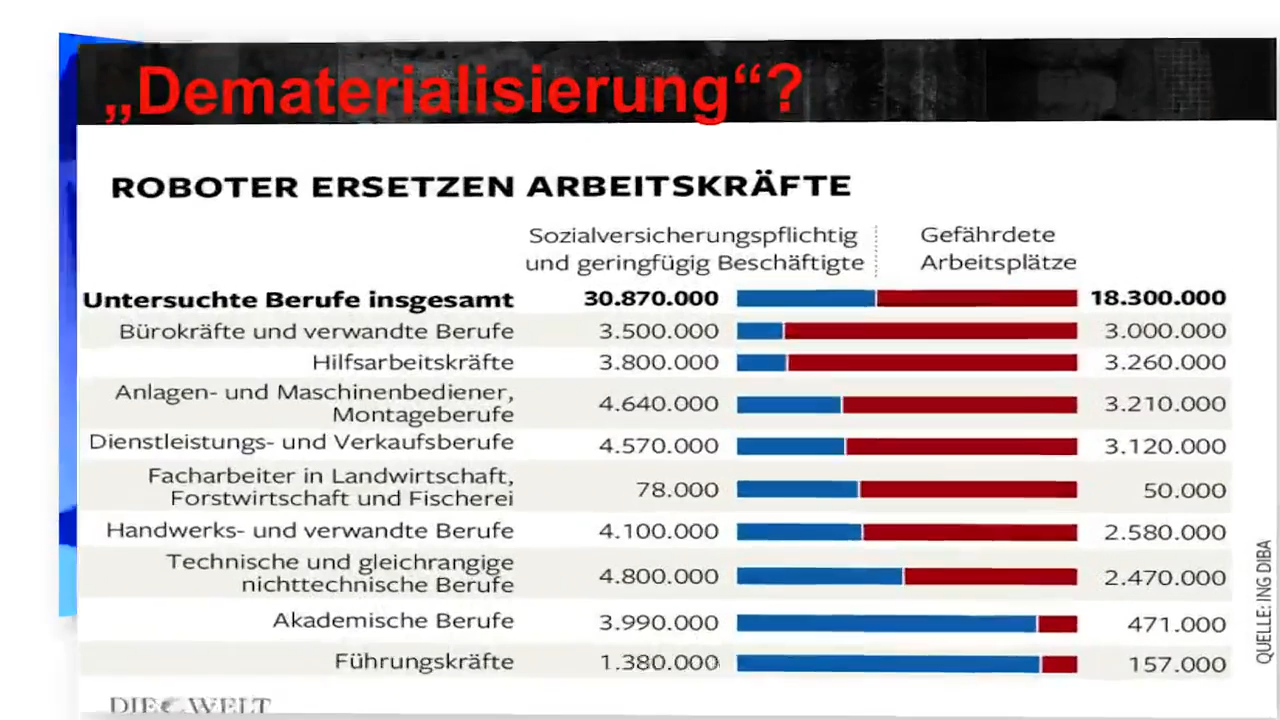 „Dematerialisierung“?
ROBOTER ERSETZEN ARBEITSKRÄFTE
Sozialversicherungspflichtig
und geringfügig Beschäftigte
Gefährdete
Arbeitsplätze
Untersuchte Berufe insgesamt 30.870.000 18.300.000
Bürokräfte und verwandte Berufe 3.500.000 3.000.000
Hilfsarbeitskräfte 3.800.000 3.260.000
Anlagen- und Maschinenbediener,
Montageberufe 4.640.000 3.210.000
Dienstleistungs- und Verkaufsberufe 4.570.000 3.120.000
Facharbeiter in Landwirtschaft,
Forstwirtschaft und Fischerei 78.000 50.000
Handwerks- und verwandte Berufe 4.100.000 2.580.000
Technische und gleichrangige
nichttechnische Berufe 4.800.000 2.470.000
Akademische Berufe 3.990.000 471.000
Führungskräfte 1.380.000 157.000
DIE WELT
QUELLE: ING DIBA